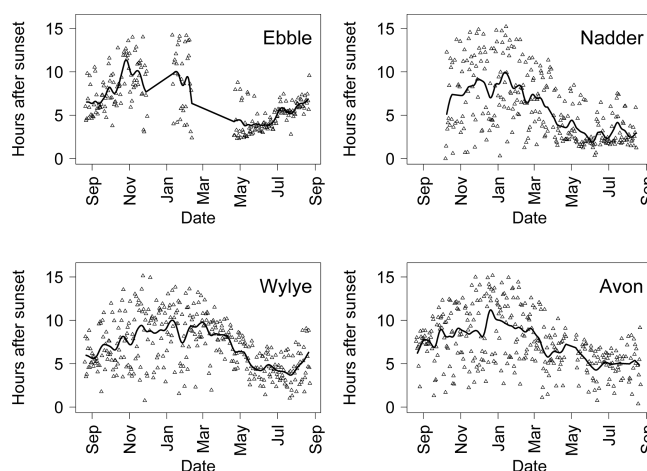 Ebble
Hours after sunset
15
10
5
0
Sep
Nov
Jan
Mar
May
Jul
Sep
Date
Nadder
Hours after sunset
15
10
5
0
Sep
Nov
Jan
Mar
May
Jul
Sep
Date
Wylye
Hours after sunset
15
10
5
0
Sep
Nov
Jan
Mar
May
Jul
Sep
Date
Avon
Hours after sunset
15
10
5
0
Sep
Nov
Jan
Mar
May
Jul
Sep
Date